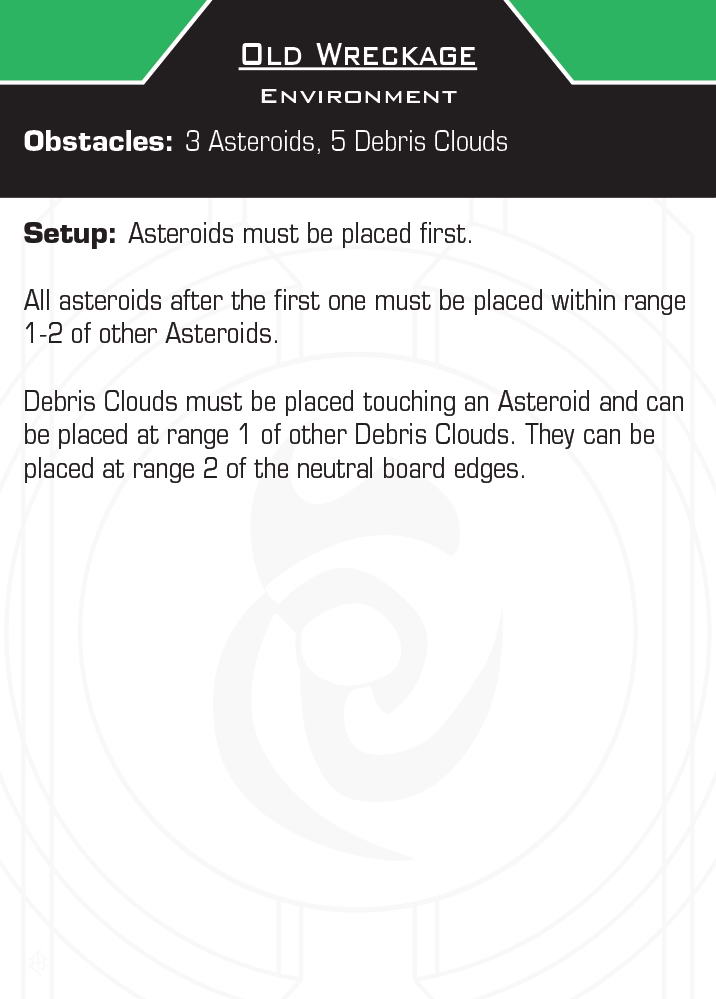 Old Wreckage
Environment
Obstacles: 3 Asteroids, 5 Debris Clouds
Setup: Asteroids must be placed first.
All asteroids after the first one must be placed within range
1-2 of other Asteroids.
Debris Clouds must be placed touching an Asteroid and can
be placed at range 1 of other Debris Clouds. They can be
placed at range 2 of the neutral board edges.